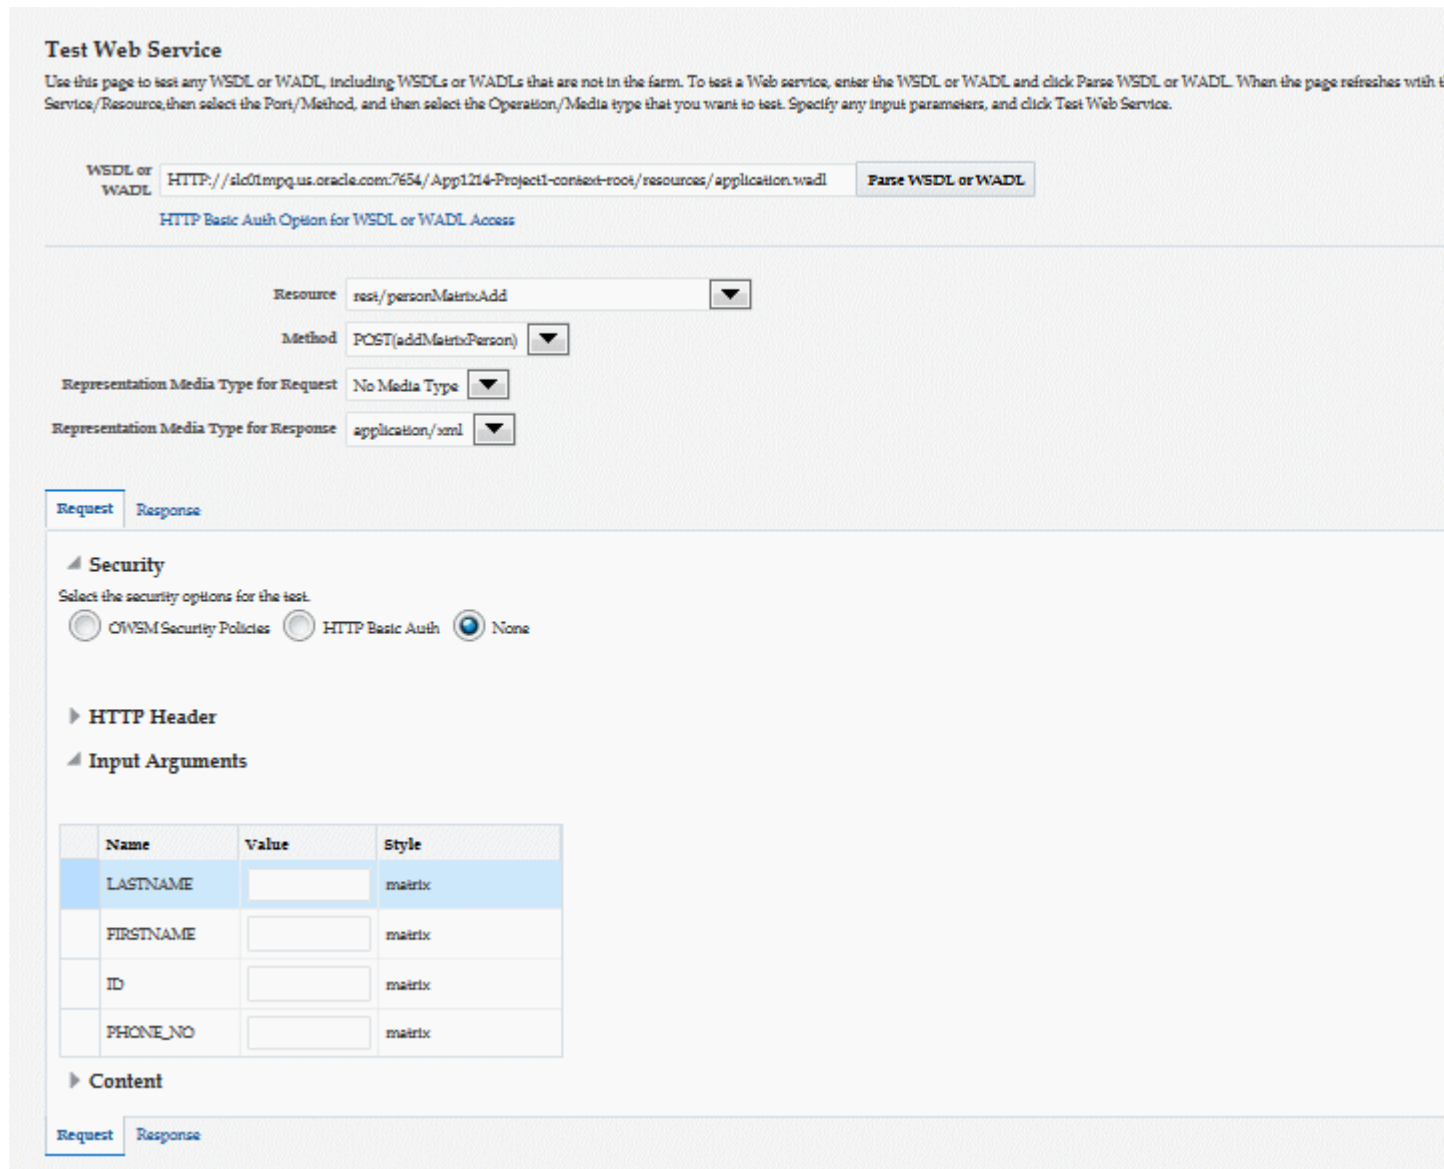 Test Web Service
Use this page to test any WSDL or WADL, including WSDLs or WADLs that are not in the farm. To test a Web service, enter the WSDL or WADL and click Parse WSDL or WADL. When the page refreshes with
Service/Resource,then select the Port/Method, and then select the Operation/Media type that you want to test. Specify any input parameters, and click Test Web Service.
WSDL or WADL HTTP://slc01mpq.us.oracle.com:7654/App1214-Project1-context-root/resources/application.wadl Parse WSDL or WADL
HTTP Basic Auth Option for WSDL or WADL Access
Resource rest/personMatrixAdd
Method POST(addMatrixPerson)
Representation Media Type for Request No Media Type
Representation Media Type for Response application/xml
Request Response
Security
Select the security options for the test.
OWSM Security Policies HTTP Basic Auth None
HTTP Header
Input Arguments
Name Value Style
LASTNAME matrix
FIRSTNAME matrix
ID matrix
PHONE_NO matrix
Content
Request Response